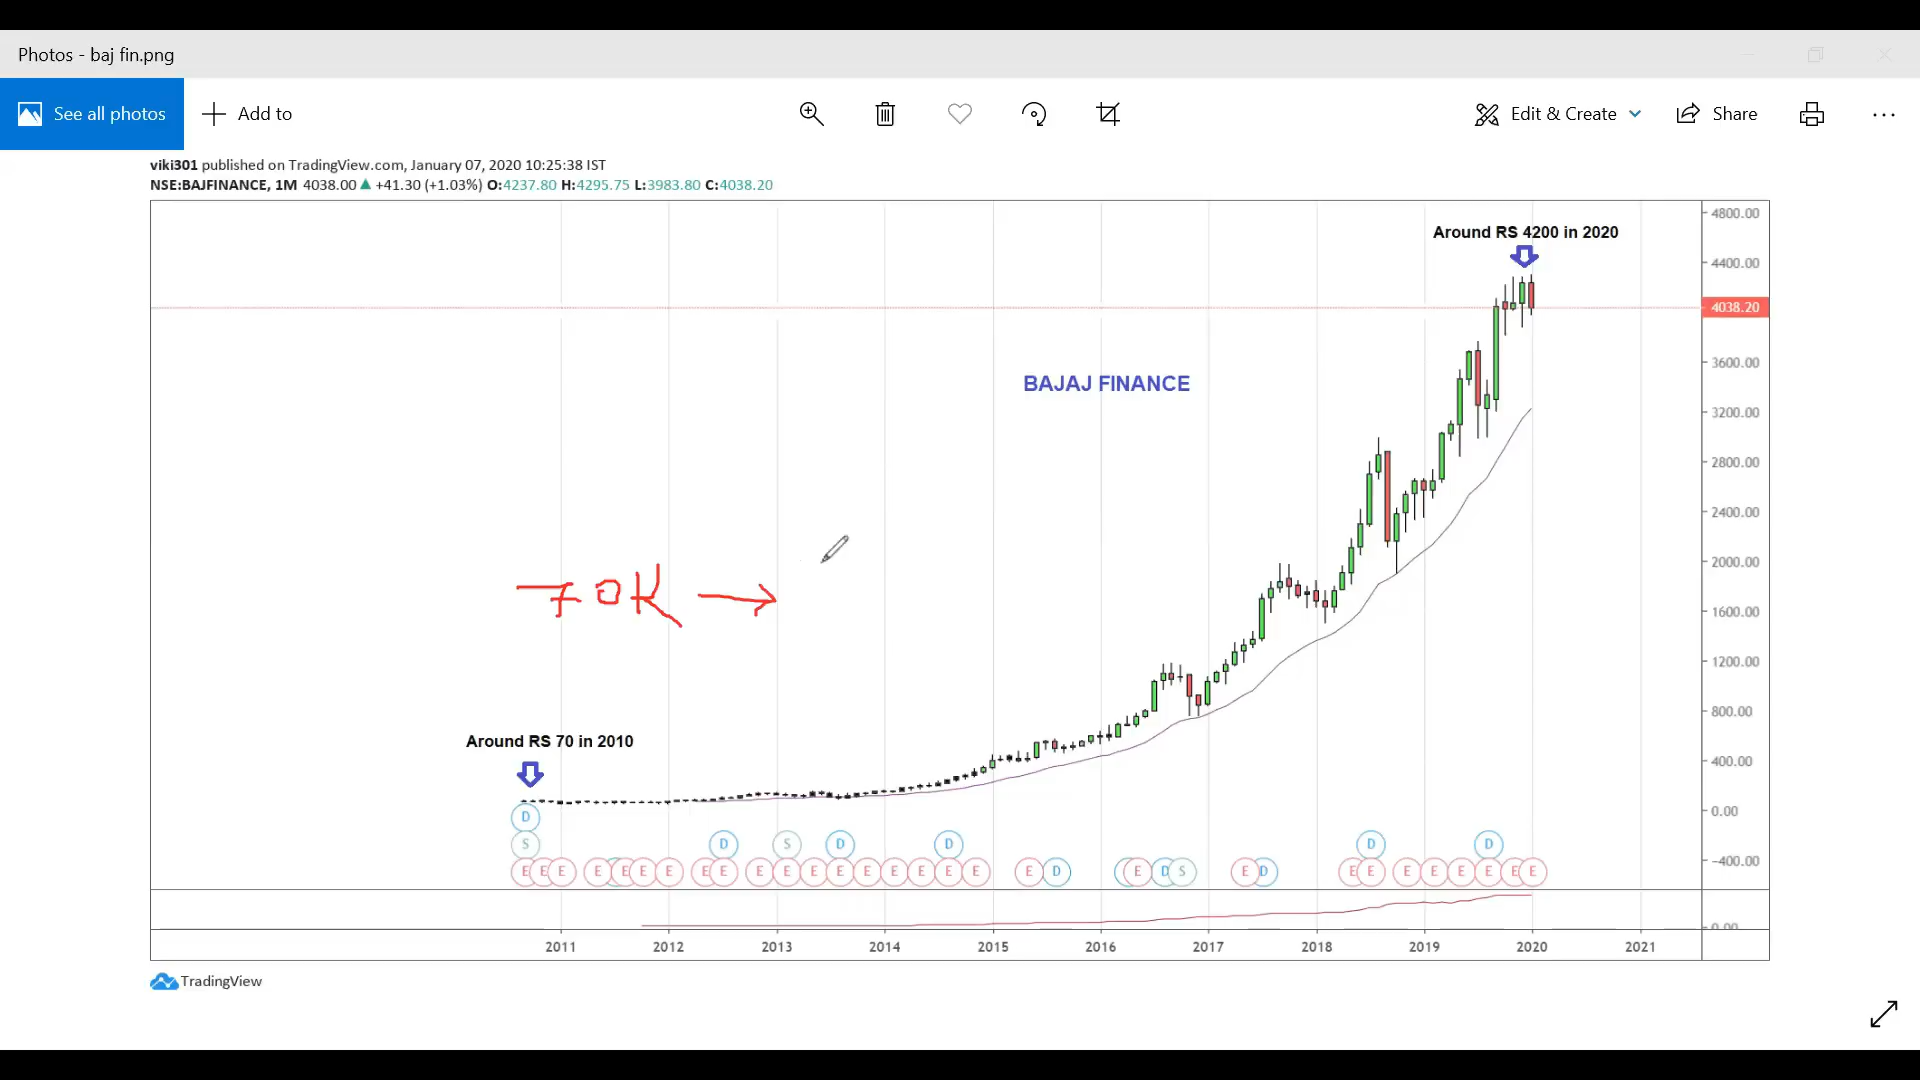 Photos - baj fin.png
See all photos
Add to
Edit & Create
Share
viki301 published on TradingView.com, January 07, 2020 10:25:38 IST
NSE:BAJFINANCE, 1M 4038.00 ▲ +41.30 (+1.03%) O:4237.80 H:4295.75 L:3983.80 C:4038.20
4800.00
Around RS 4200 in 2020
4400.00
4038.20
3600.00
BAJAJ FINANCE
3200.00
2800.00
2400.00
2000.00
70K →
1600.00
1200.00
800.00
Around RS 70 in 2010
400.00
0.00
D
S D S D D D D -400.00
E E E E E E E E E E E E E E E E E E E D E D S E D E E E E E E E E
0.00
2011 2012 2013 2014 2015 2016 2017 2018 2019 2020 2021
TradingView